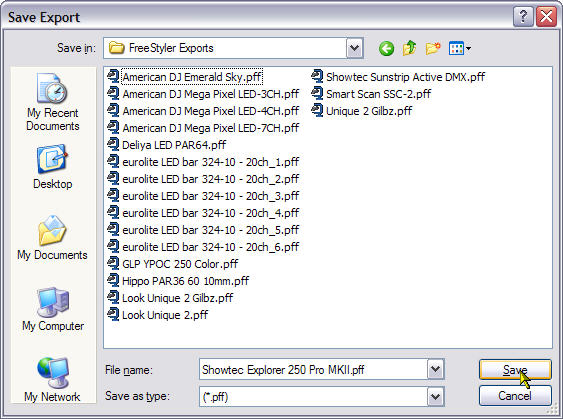 Save Export
Save in: FreeStyler Exports
My Recent Documents
Desktop
My Documents
My Computer
My Network
American DJ Emerald Sky.pff
American DJ Mega Pixel LED-3CH.pff
American DJ Mega Pixel LED-4CH.pff
American DJ Mega Pixel LED-7CH.pff
Deliya LED PAR64.pff
eurolite LED bar 324-10 - 20ch_1.pff
eurolite LED bar 324-10 - 20ch_2.pff
eurolite LED bar 324-10 - 20ch_3.pff
eurolite LED bar 324-10 - 20ch_4.pff
eurolite LED bar 324-10 - 20ch_5.pff
eurolite LED bar 324-10 - 20ch_6.pff
GLP YPOC 250 Color.pff
Hippo PAR36 60 10mm.pff
Look Unique 2 Gilbz.pff
Look Unique 2.pff
Showtec Sunstrip Active DMX.pff
Smart Scan SSC-2.pff
Unique 2 Gilbz.pff
File name: Showtec Explorer 250 Pro MKII.pff
Save
Save as type: (*.pff)
Cancel